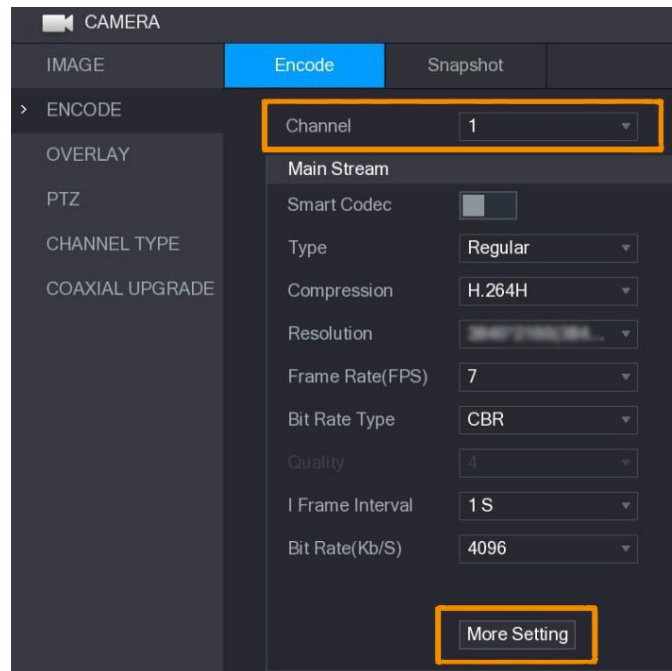 CAMERA
IMAGE
Encode Snapshot
> ENCODE
Channel 1
OVERLAY
Main Stream
PTZ
Smart Codec
CHANNEL TYPE
Type Regular
COAXIAL UPGRADE
Compression H.264H
Resolution
Frame Rate(FPS) 7
Bit Rate Type CBR
Quality 4
I Frame Interval 1 S
Bit Rate(Kb/S) 4096
More Setting